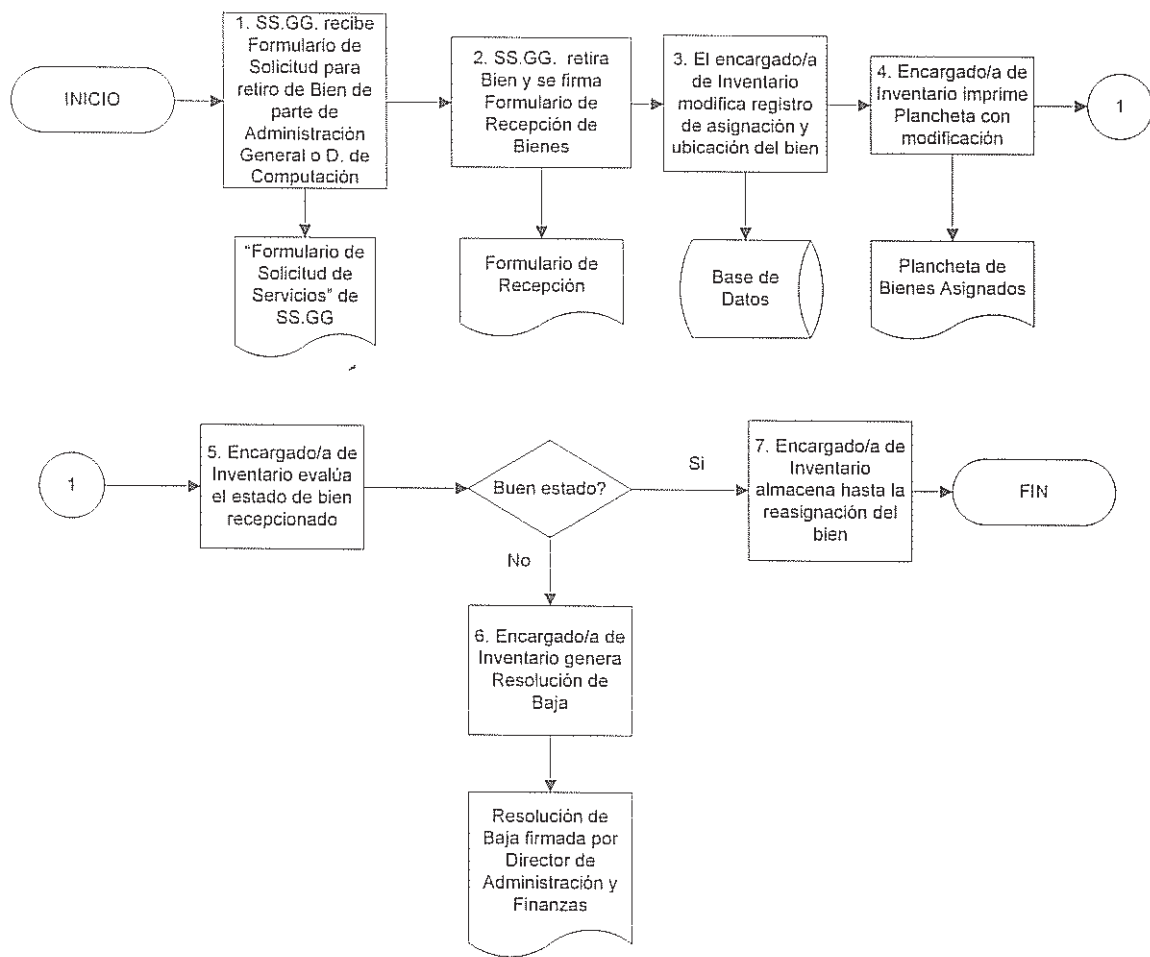 INICIO
1. SS.GG. recibe
Formulario de
Solicitud para
retiro de Bien de
parte de
Administración
General o D. de
Computación
2. SS.GG. retira
Bien y se firma
Formulario de
Recepción de
Bienes
3. El encargado/a
de Inventario
modifica registro
de asignación y
ubicación del bien
4. Encargado/a de
Inventario imprime
Plancheta con
modificación
1
"Formulario de
Solicitud de
Servicios" de
SS.GG
Formulario de
Recepción
Base de
Datos
Plancheta de
Bienes Asignados
1
5. Encargado/a de
Inventario evalúa
el estado de bien
recepcionado
Buen estado?
Si
7. Encargado/a de
Inventario
almacena hasta la
reasignación del
bien
FIN
No
6. Encargado/a de
Inventario genera
Resolución de
Baja
Resolución de
Baja firmada por
Director de
Administración y
Finanzas